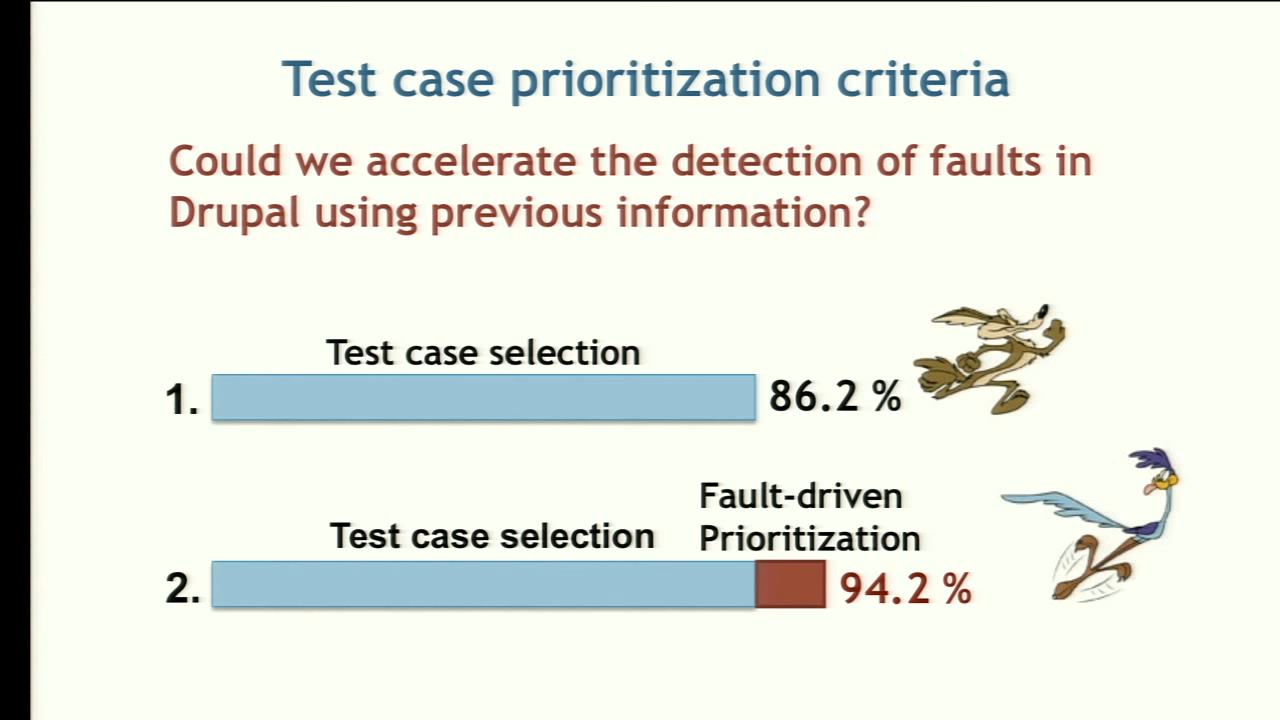 Test case prioritization criteria
Could we accelerate the detection of faults in
Drupal using previous information?
Test case selection
1.
86.2 %
Fault-driven
Test case selection
Prioritization
2.
94.2 %